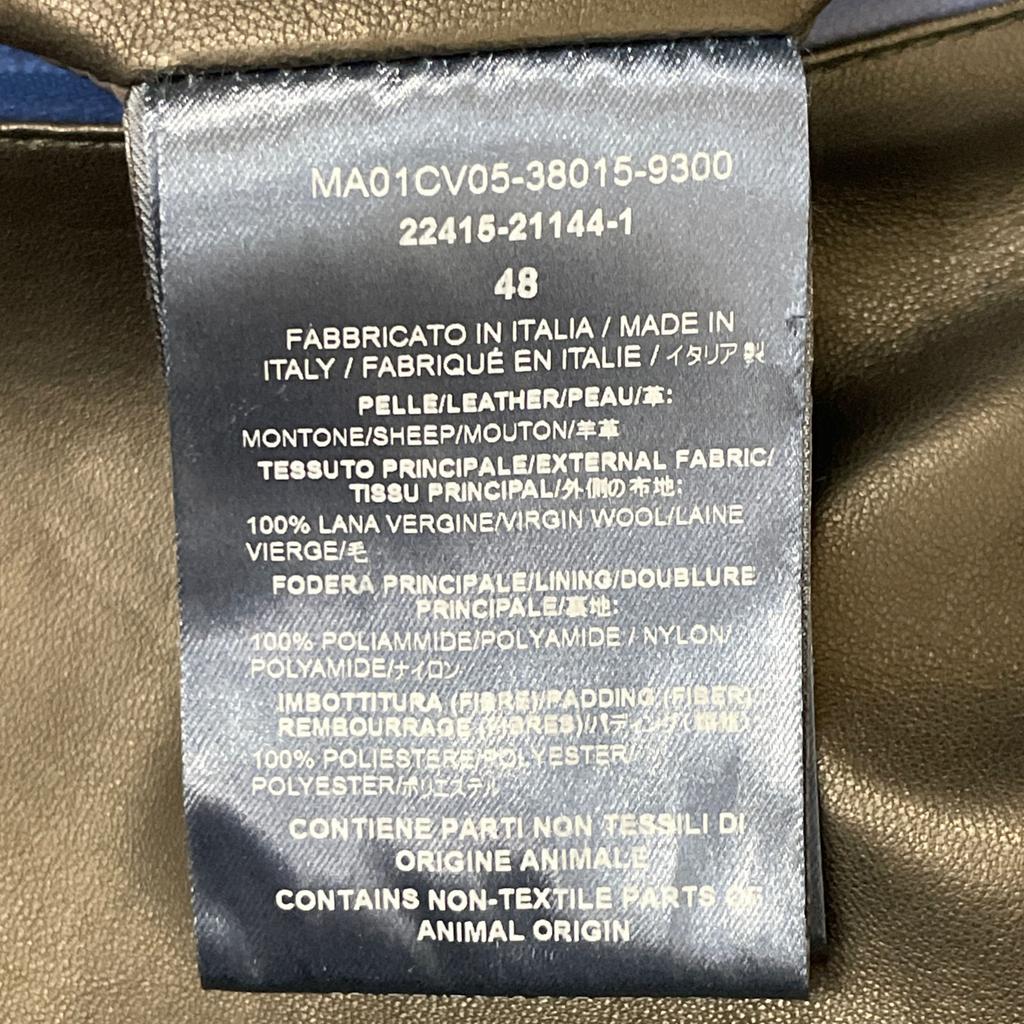 MA01CV05-38015-9300
22415-21144-1
48
FABBRICATO IN ITALIA / MADE IN
ITALY / FABRIQUÉ EN ITALIE / イタリア製
PELLE/LEATHER/PEAU/革:
MONTONE/SHEEP/MOUTON/羊革
TESSUTO PRINCIPALE/EXTERNAL FABRIC/
TISSU PRINCIPAL/外側の布地:
100% LANA VERGINE/VIRGIN WOOL/LAINE
VIERGE/毛
FODERA PRINCIPALE/LINING/DOUBLURE
PRINCIPALE/裏地:
100% POLIAMMIDE/POLYAMIDE / NYLON/
POLYAMIDE/ナイロン
IMBOTTITURA (FIBRE)/PADDING (FIBER)/
REMBOURRAGE (FIBRES)/パディング
100% POLIESTERE/POLYESTER/
POLYESTER/ポリエステル
CONTIENE PARTI NON TESSILI DI
ORIGINE ANIMALE
CONTAINS NON-TEXTILE PARTS OF
ANIMAL ORIGIN